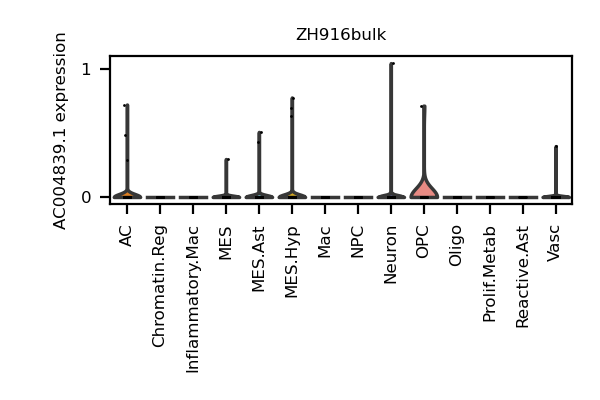 ZH916bulk
AC004839.1 expression
1
0
AC
Chromatin.Reg
Inflammatory.Mac
MES
MES.Ast
MES.Hyp
Mac
NPC
Neuron
OPC
Oligo
Prolif.Metab
Reactive.Ast
Vasc